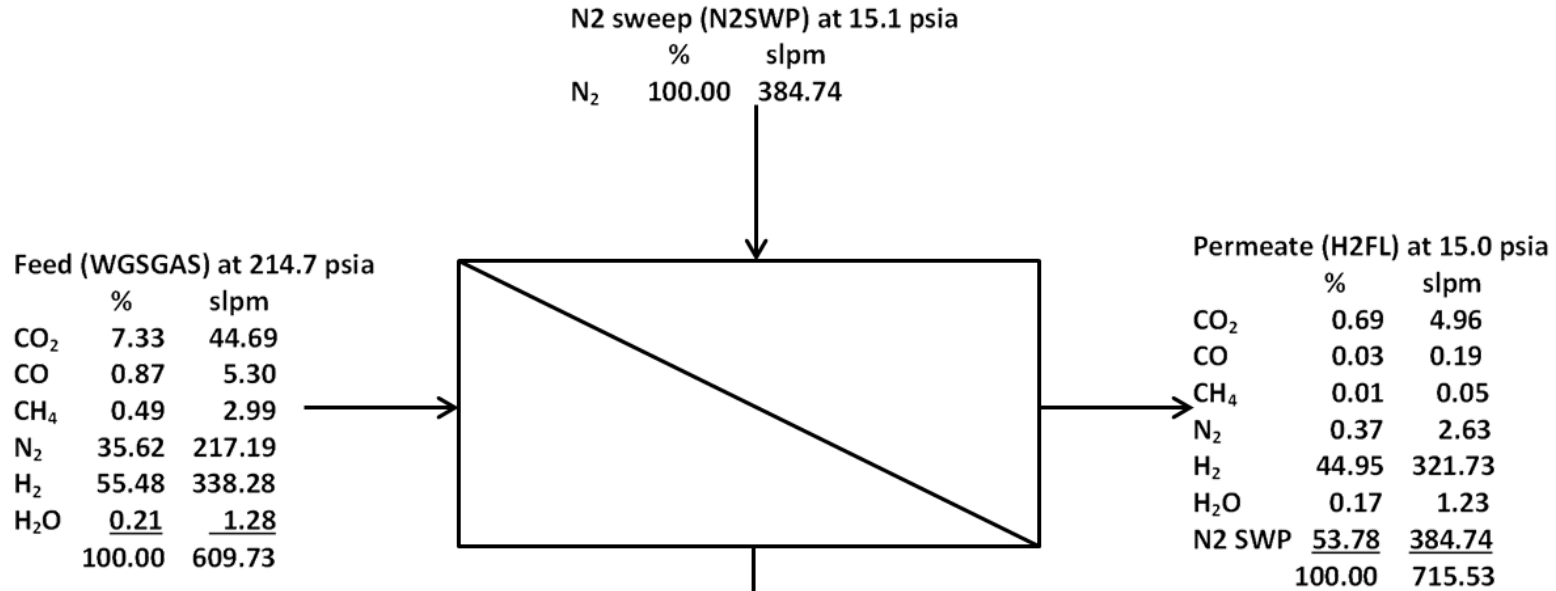 N2 sweep (N2SWP) at 15.1 psia
% slpm
N₂ 100.00 384.74
Feed (WGSGAS) at 214.7 psia
% slpm
CO₂ 7.33 44.69
CO 0.87 5.30
CH₄ 0.49 2.99
N₂ 35.62 217.19
H₂ 55.48 338.28
H₂O 0.21 1.28
100.00 609.73
Permeate (H2FL) at 15.0 psia
% slpm
CO₂ 0.69 4.96
CO 0.03 0.19
CH₄ 0.01 0.05
N₂ 0.37 2.63
H₂ 44.95 321.73
H₂O 0.17 1.23
N2 SWP 53.78 384.74
100.00 715.53